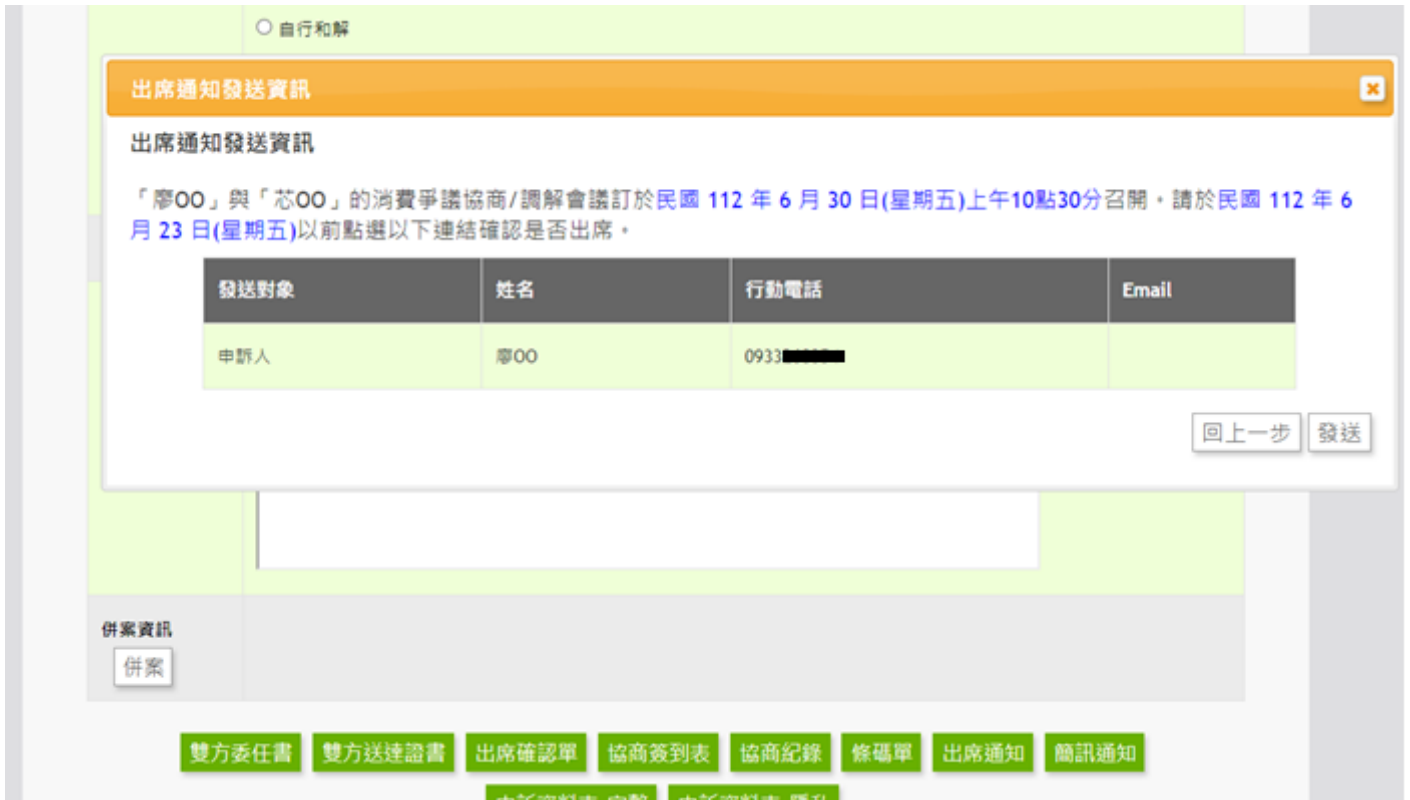 自行和解
出席通知發送資訊
出席通知發送資訊
「廖OO」與「芯OO」的消費爭議協商/調解會議訂於民國 112 年 6 月 30 日(星期五)上午10點30分召開。請於民國 112 年 6
月 23 日(星期五)以前點選以下連結確認是否出席。
發送對象 姓名 行動電話 Email
申訴人 廖OO 0933
回上一步 發送
併案資訊
併案
雙方委任書 雙方送達證書 出席確認單 協商簽到表 協商紀錄 條碼單 出席通知 簡訊通知